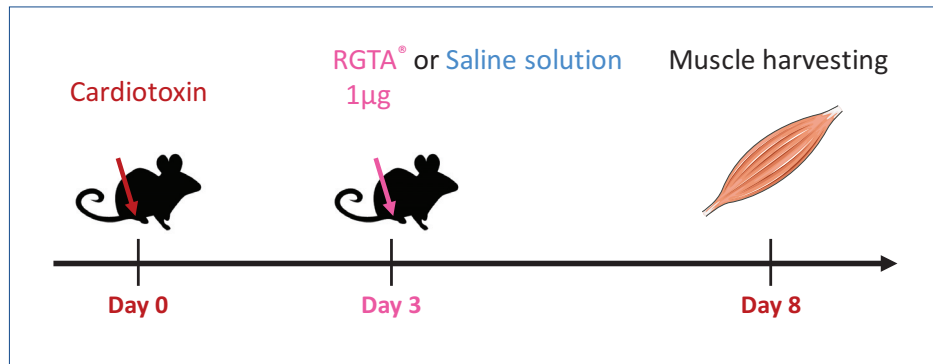 RGTA® or Saline solution
Muscle harvesting
Cardiotoxin
1µg
Day 0
Day 3
Day 8